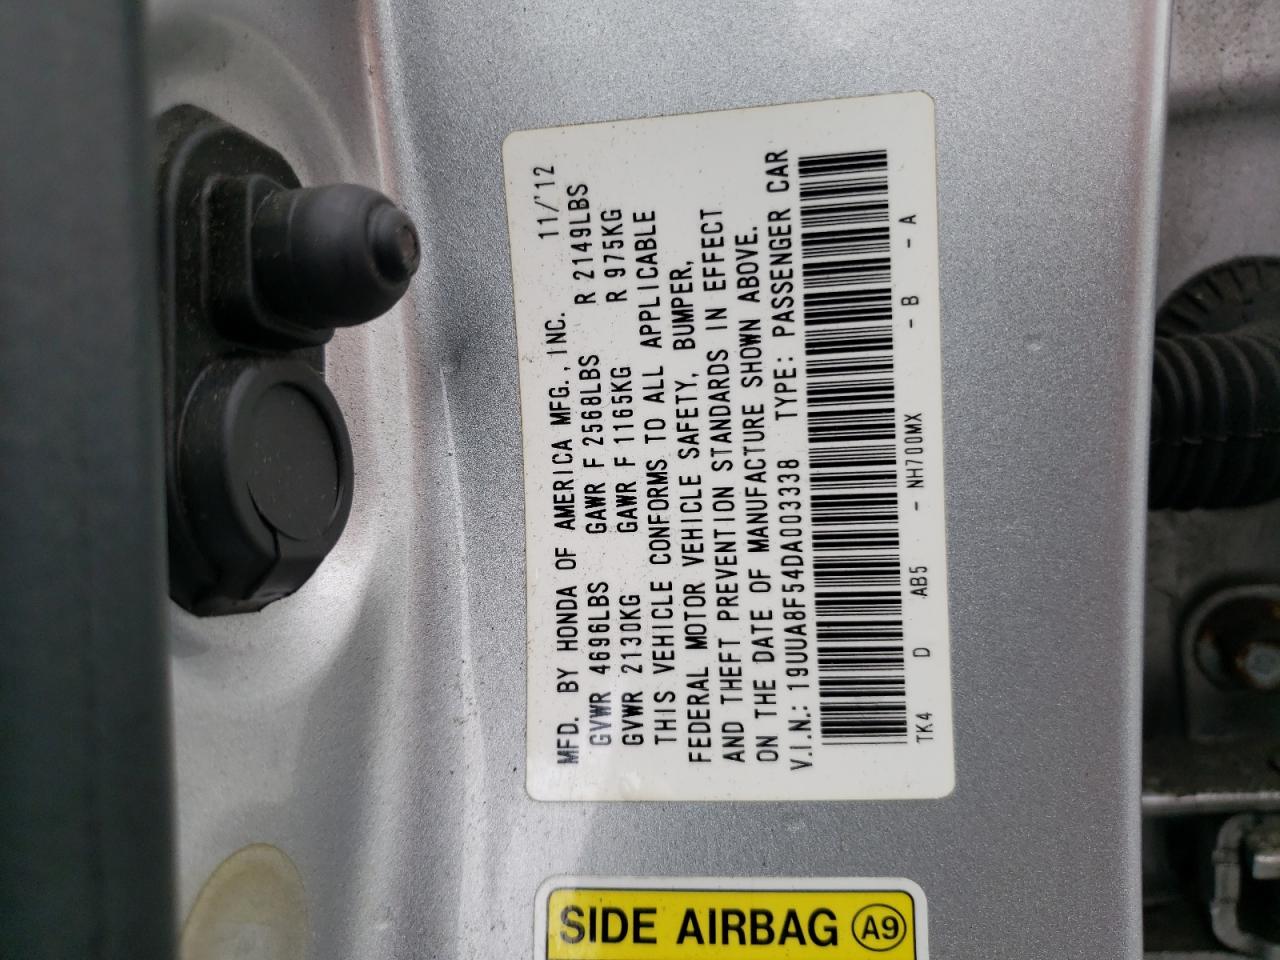 MFD. BY HONDA OF AMERICA MFG., INC. 11/'12
GVWR 4696LBS GAWR F 2568LBS R 2149LBS
GVWR 2130KG GAWR F 1165KG R 975KG
THIS VEHICLE CONFORMS TO ALL APPLICABLE
FEDERAL MOTOR VEHICLE SAFETY, BUMPER,
AND THEFT PREVENTION STANDARDS IN EFFECT
ON THE DATE OF MANUFACTURE SHOWN ABOVE.
V.I.N.: 19UUA8F54DA003338 TYPE: PASSENGER CAR
TK4 D AB5 - NH700MX - B - A
SIDE AIRBAG A9